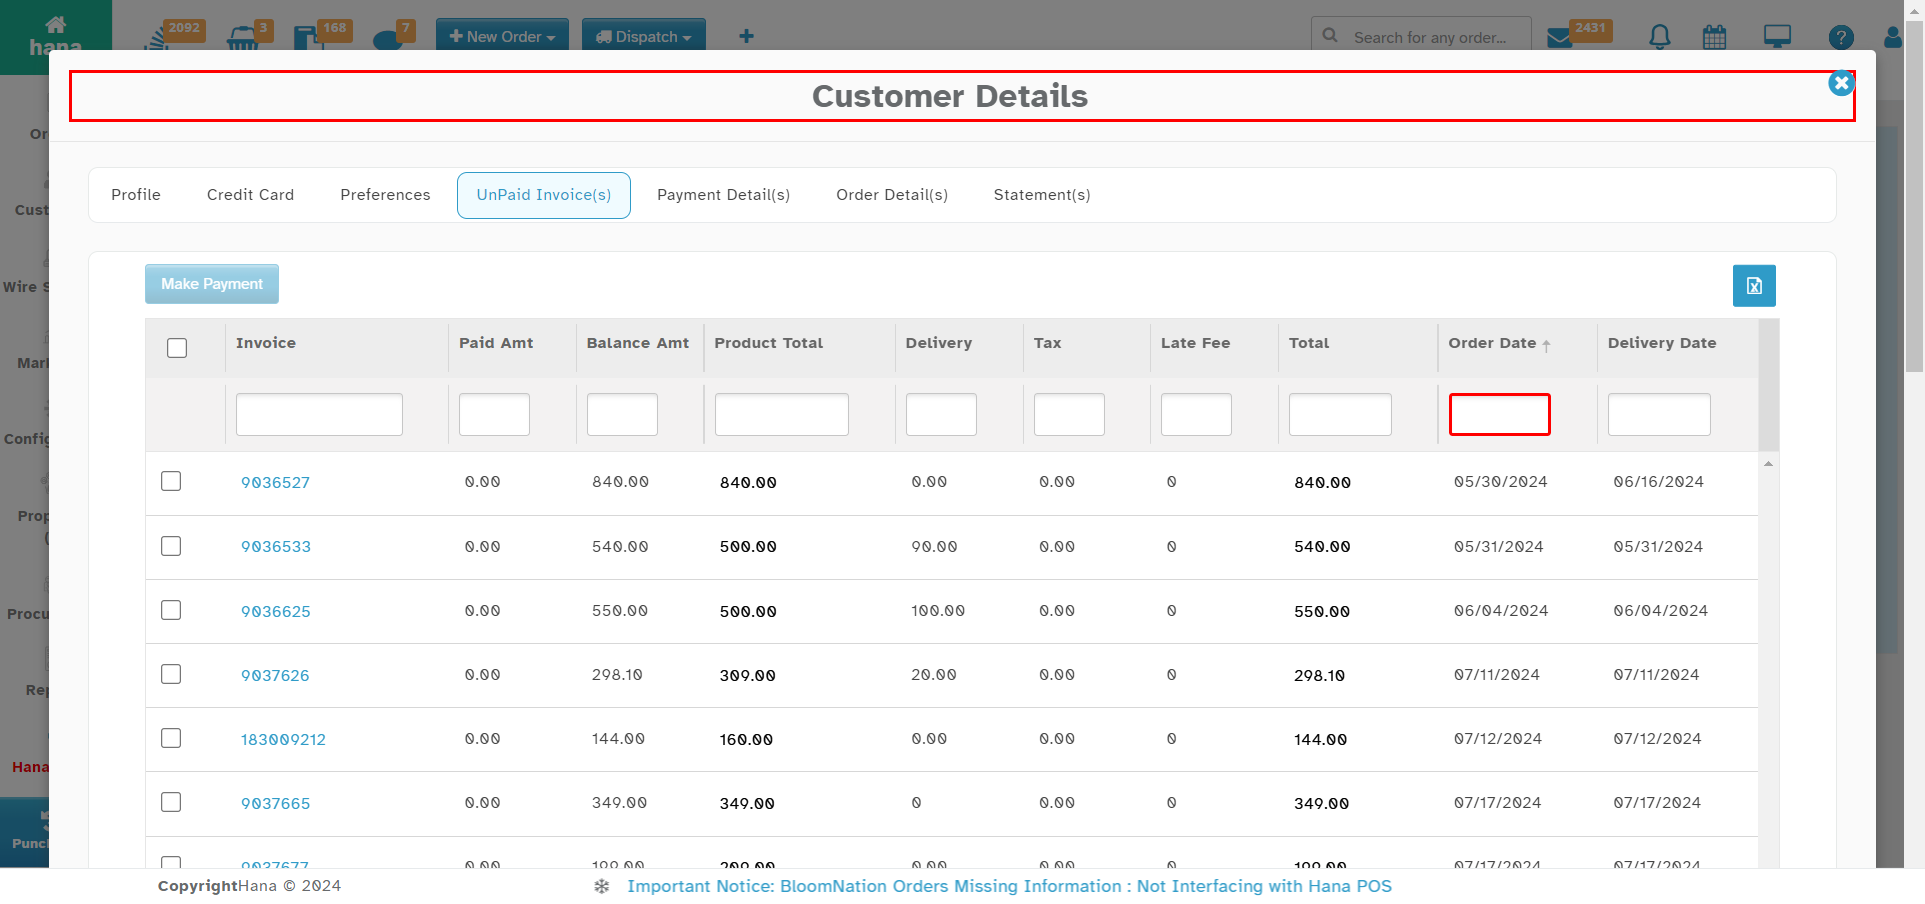 hana
2092
3
168
7
New Order
Dispatch
Search for any order...
2431
Customer Details
Profile
Credit Card
Preferences
UnPaid Invoice(s)
Payment Detail(s)
Order Detail(s)
Statement(s)
Make Payment
Invoice Paid Amt Balance Amt Product Total Delivery Tax Late Fee Total Order Date Delivery Date
9036527 0.00 840.00 840.00 0.00 0.00 0 840.00 05/30/2024 06/16/2024
9036533 0.00 540.00 500.00 90.00 0.00 0 540.00 05/31/2024 05/31/2024
9036625 0.00 550.00 500.00 100.00 0.00 0 550.00 06/04/2024 06/04/2024
9037626 0.00 298.10 309.00 20.00 0.00 0 298.10 07/11/2024 07/11/2024
183009212 0.00 144.00 160.00 0.00 0.00 0 144.00 07/12/2024 07/12/2024
9037665 0.00 349.00 349.00 0 0.00 0 349.00 07/17/2024 07/17/2024
9037677 0.00 199.00 209.00 0.00 0.00 0 199.00 07/17/2024 07/17/2024
Or
Cust
Wire S
Mar
Config
Prop
(
Procu
Rep
Hana
Punc
CopyrightHana © 2024
Important Notice: BloomNation Orders Missing Information : Not Interfacing with Hana POS